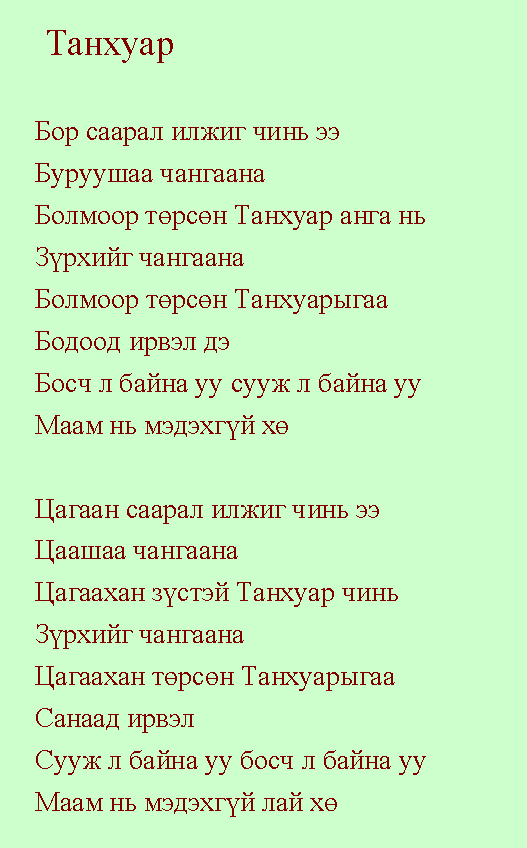 Танхуар
Бор саарал илжиг чинь ээ
Буруушаа чангаана
Болмоор төрсөн Танхуар анга нь
Зүрхийг чангаана
Болмоор төрсөн Танхуарыгаа
Бодоод ирвэл дэ
Босч л байна уу сууж л байна уу
Маам нь мэдэхгүй хө
Цагаан саарал илжиг чинь ээ
Цаашаа чангаана
Цагаахан зүстэй Танхуар чинь
Зүрхийг чангаана
Цагаахан төрсөн Танхуарыгаа
Санаад ирвэл
Сууж л байна уу босч л байна уу
Маам нь мэдэхгүй лай хө